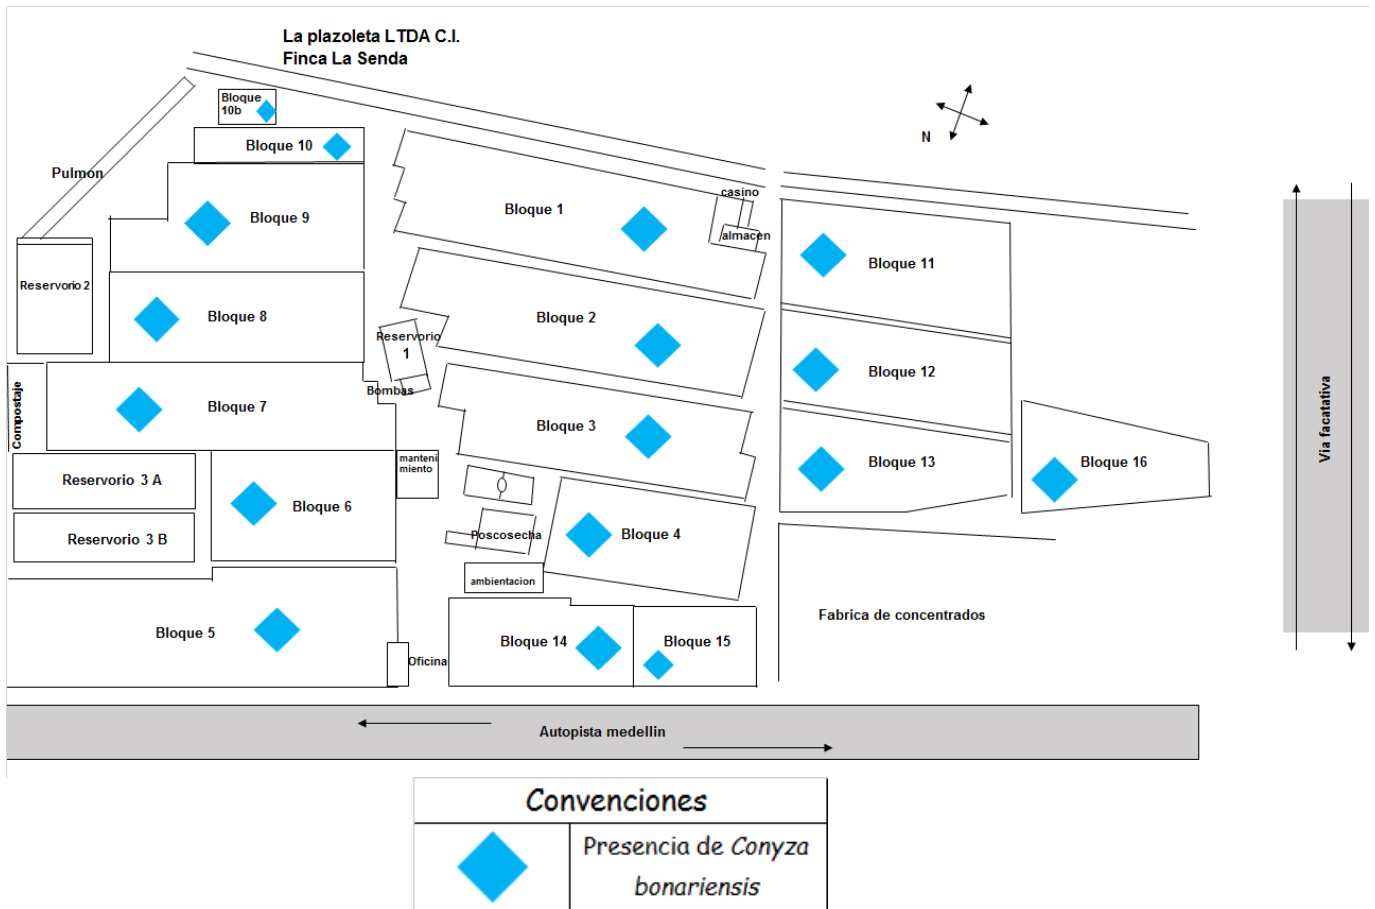 La plazoleta LTDA C.I.
Finca La Senda
Bloque
10b
Bloque 10
N
Pulmon
casino
Bloque 9
Bloque 1
almacen
Bloque 11
Reservorio 2
Bloque 8
Bloque 2
Reservorio
1
Bloque 12
Bombas
Compostaje
Bloque 7
Via facatativa
Bloque 3
manteni
miento
Bloque 13
Bloque 16
Reservorio 3 A
Bloque 6
Reservorio 3 B
Poscosecha
Bloque 4
ambientacion
Fabrica de concentrados
Bloque 5
Bloque 14
Bloque 15
Oficina
Autopista medellin
Convenciones
Presencia de Conyza
bonariensis